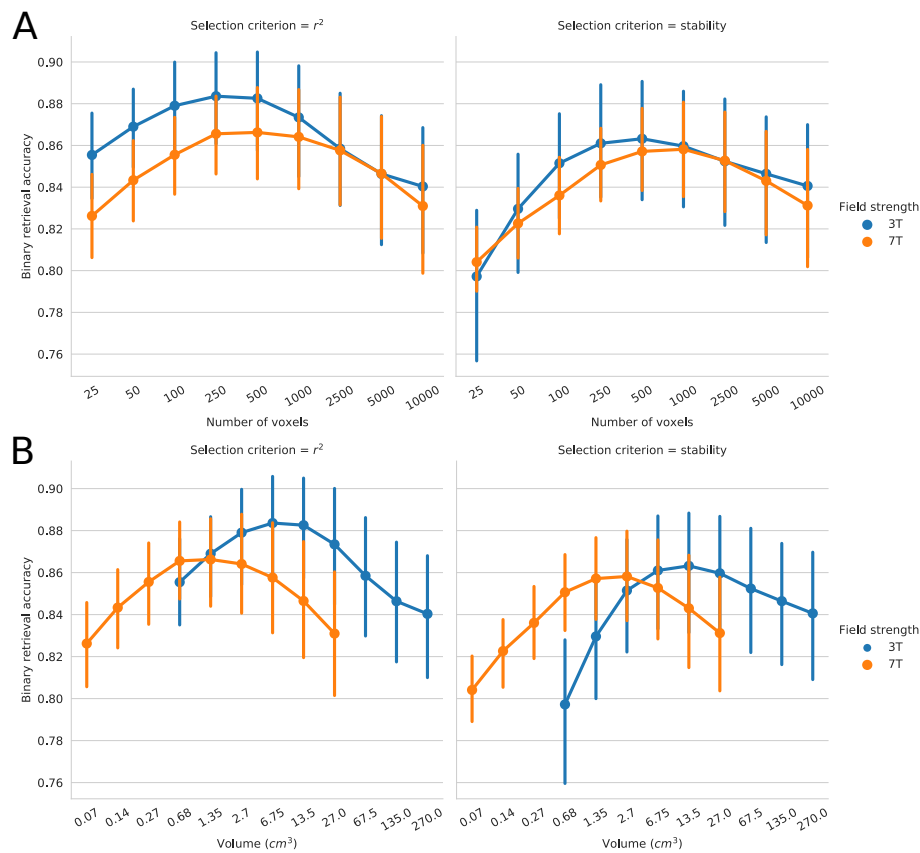 A
Selection criterion = r²
Selection criterion = stability
0.90
0.88
0.86
0.84
0.82
0.80
0.78
0.76
Binary retrieval accuracy
25 50 100 250 500 1000 2500 5000 10000
Number of voxels
25 50 100 250 500 1000 2500 5000 10000
Number of voxels
Field strength
3T
7T
B
Selection criterion = r²
Selection criterion = stability
0.90
0.88
0.86
0.84
0.82
0.80
0.78
0.76
Binary retrieval accuracy
0.07 0.14 0.27 0.68 1.35 2.7 6.75 13.5 27.0 67.5 135.0 270.0
Volume (cm³)
0.07 0.14 0.27 0.68 1.35 2.7 6.75 13.5 27.0 67.5 135.0 270.0
Volume (cm³)
Field strength
3T
7T